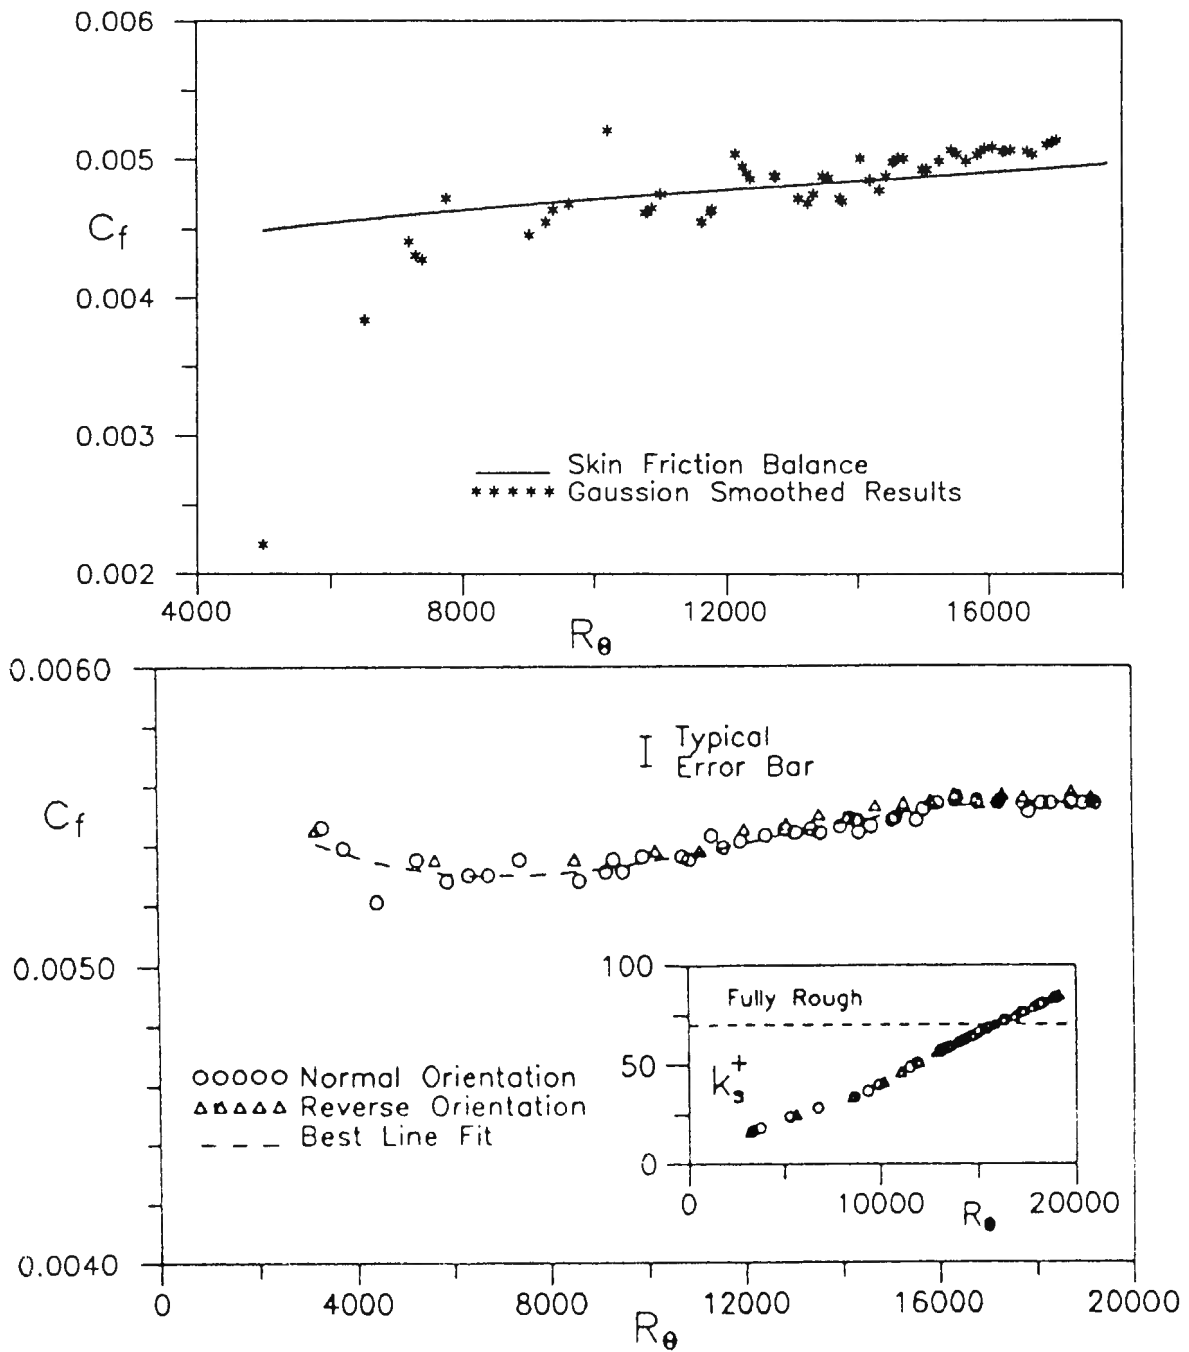 0.006
0.005
C_f
0.004
0.003
Skin Friction Balance
Gaussion Smoothed Results
0.002
4000 8000 12000 16000
R_θ
0.0060
Typical
Error Bar
C_f
0.0050
100
Fully Rough
50
k_s^+
Normal Orientation
Reverse Orientation
Best Line Fit
0
0 10000 20000
R_θ
0.0040
0 4000 8000 12000 16000 20000
R_θ